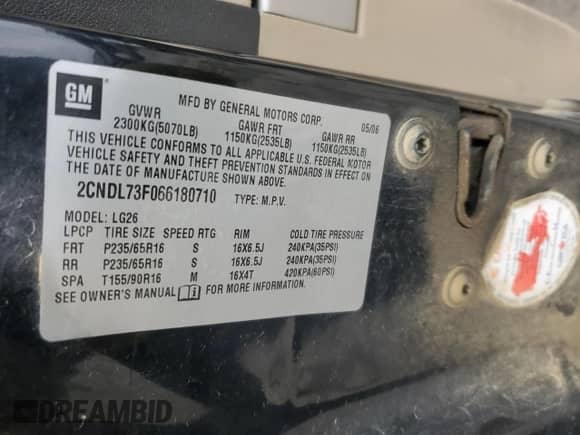 GM
MFD BY GENERAL MOTORS CORP. 05/06
GVWR GAWR FRT GAWR RR
2300KG(5070LB) 1150KG(2535LB) 1150KG(2535LB)
THIS VEHICLE CONFORMS TO ALL APPLICABLE U.S. FEDERAL MOTOR
VEHICLE SAFETY AND THEFT PREVENTION STANDARDS IN EFFECT ON
THE DATE OF MANUFACTURE SHOWN ABOVE.
2CNDL73F066180710 TYPE: M.P.V.
MODEL: LG26
LPCP TIRE SIZE SPEED RTG RIM COLD TIRE PRESSURE
FRT P235/65R16 S 16X6.5J 240KPA(35PSI)
RR P235/65R16 S 16X6.5J 240KPA(35PSI)
SPA T155/90R16 M 16X4T 420KPA(60PSI)
SEE OWNER'S MANUAL FOR ADDITIONAL INFORMATION.
DREAMBID